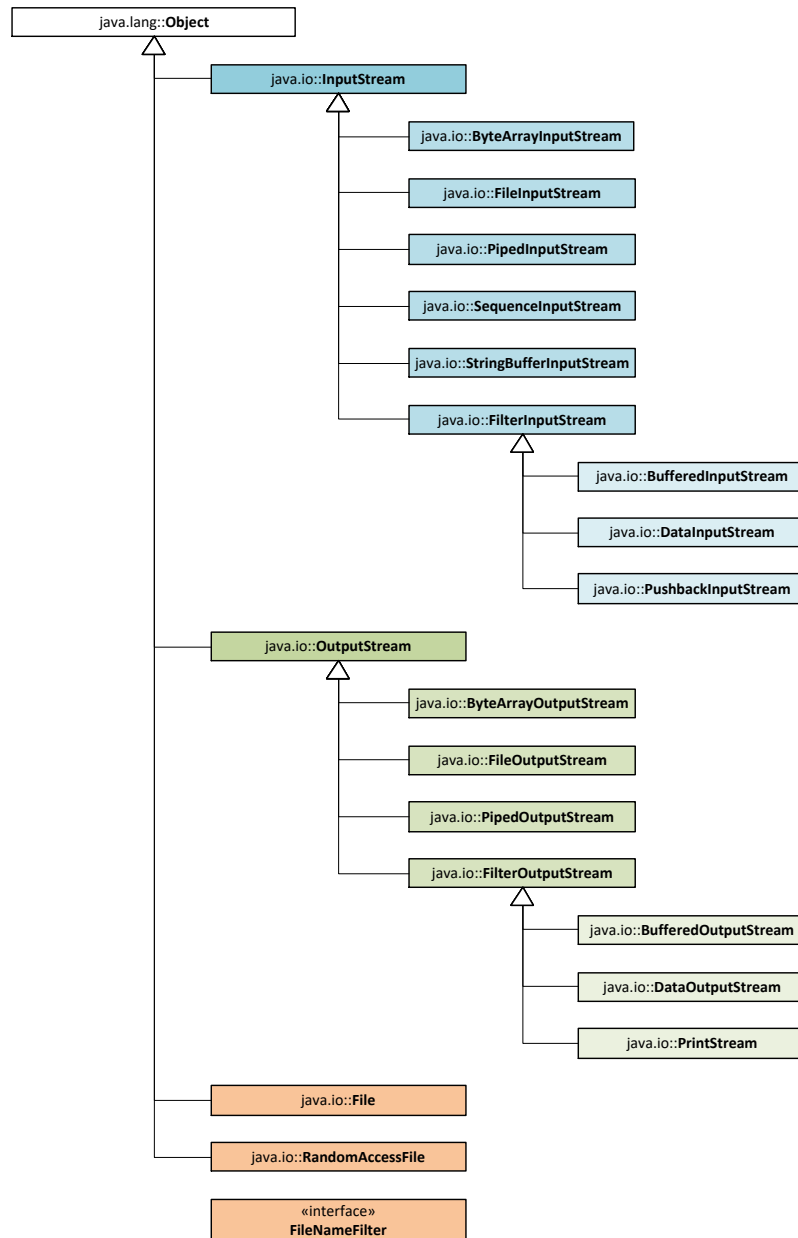 java.lang::Object
java.io::InputStream
java.io::ByteArrayInputStream
java.io::FileInputStream
java.io::PipedInputStream
java.io::SequenceInputStream
java.io::StringBufferInputStream
java.io::FilterInputStream
java.io::BufferedInputStream
java.io::DataInputStream
java.io::PushbackInputStream
java.io::OutputStream
java.io::ByteArrayOutputStream
java.io::FileOutputStream
java.io::PipedOutputStream
java.io::FilterOutputStream
java.io::BufferedOutputStream
java.io::DataOutputStream
java.io::PrintStream
java.io::File
java.io::RandomAccessFile
«interface»
FileNameFilter